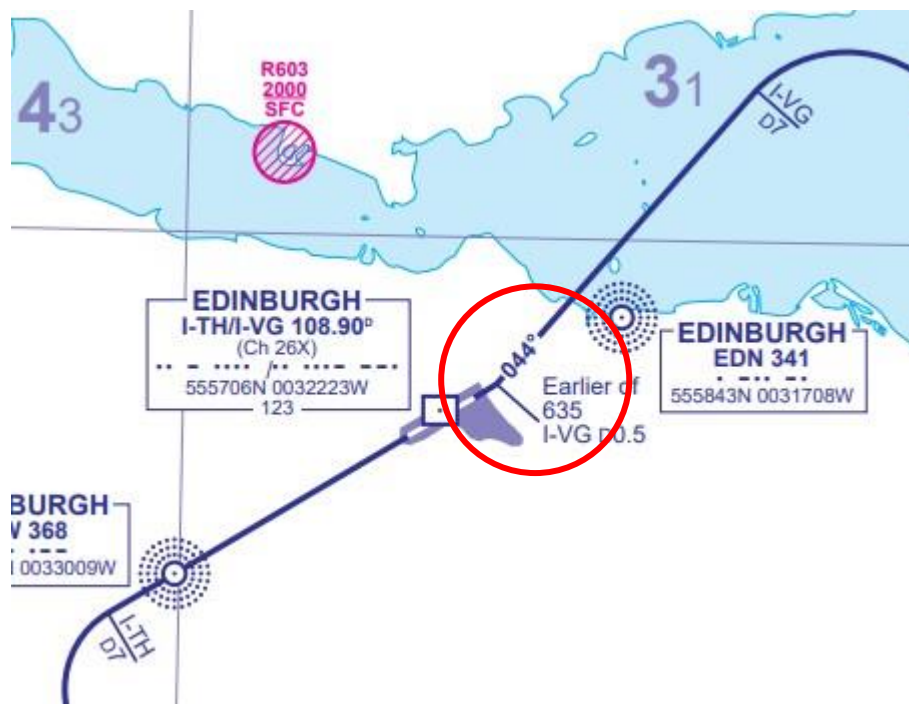 R603
2000
SFC
43
31
I-VG
D7
EDINBURGH
I-TH/I-VG 108.90ᴰ
(Ch 26X)
555706N 0032223W
123
044°
EDINBURGH
EDN 341
555843N 0031708W
Earlier of
635
I-VG D0.5
BURGH
W 368
0033009W
I-TH
D7